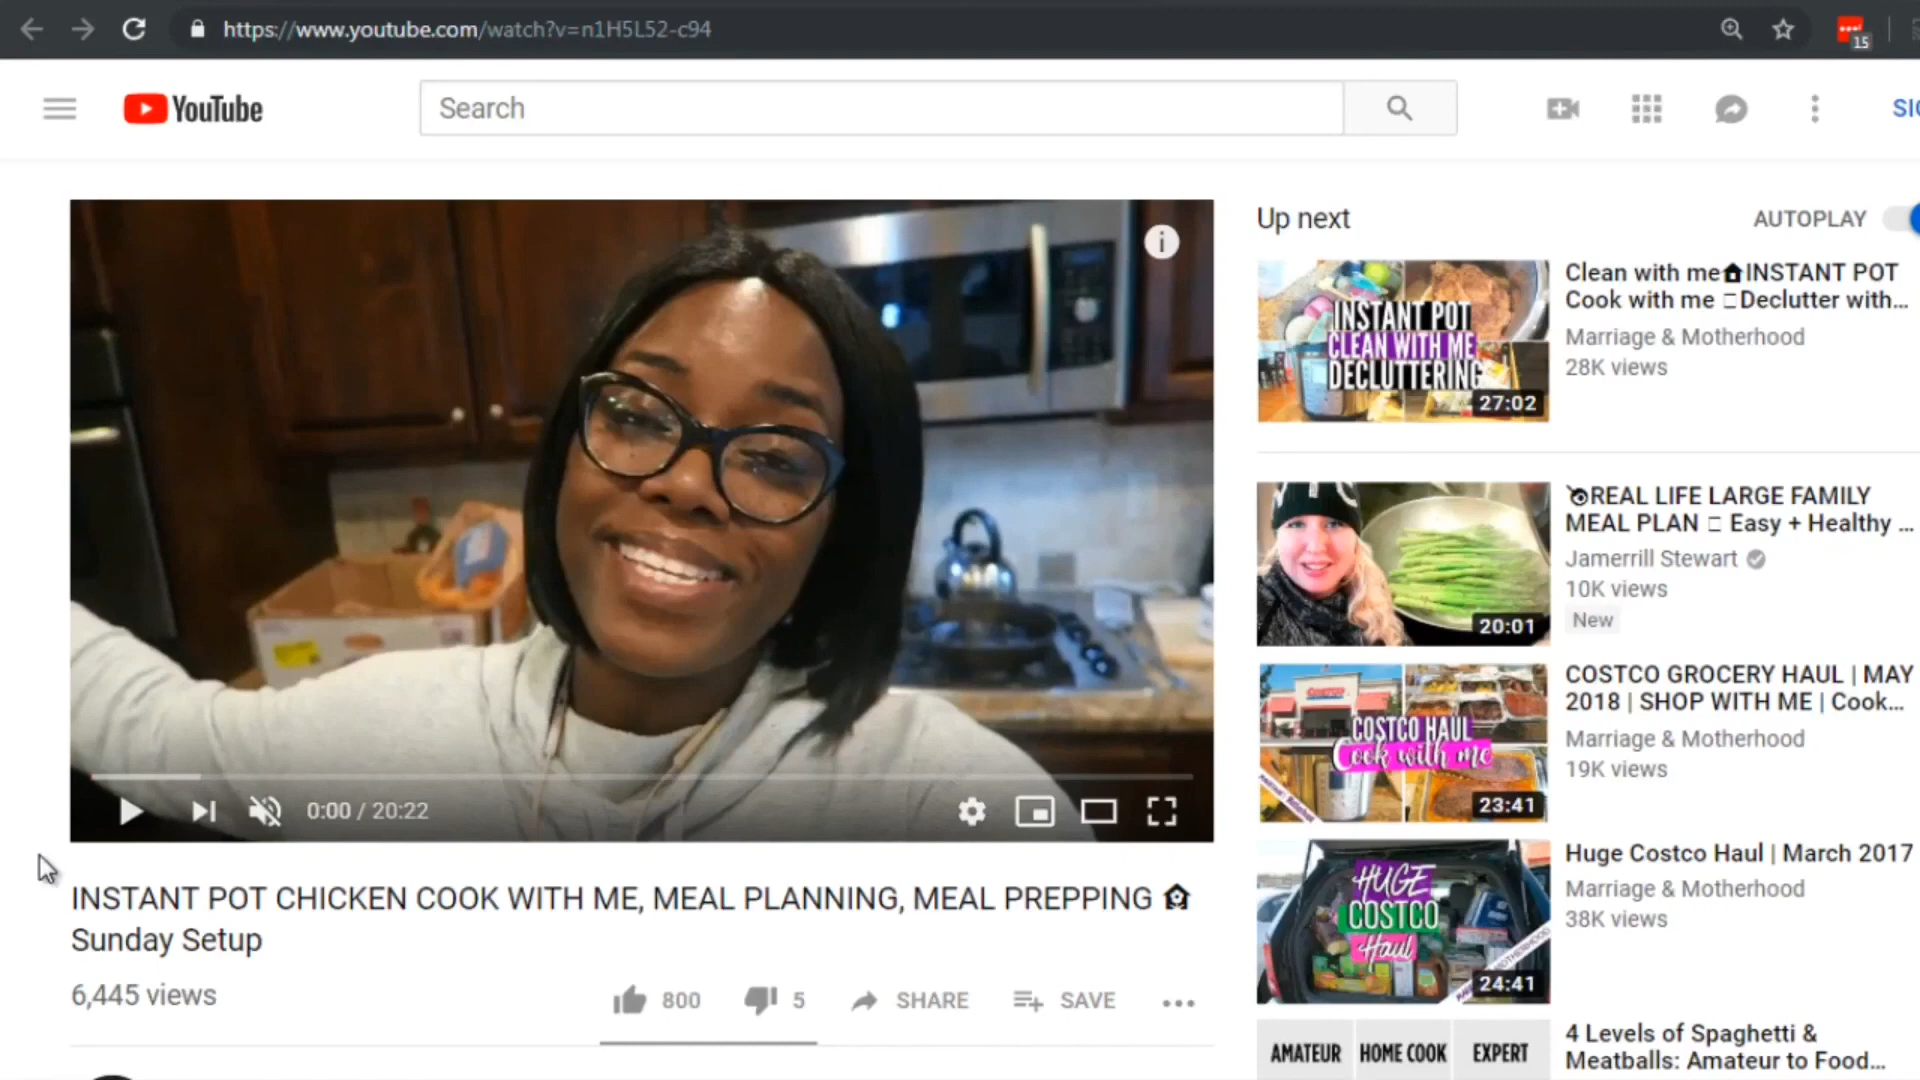 https://www.youtube.com/watch?v=n1H5L52-c94
15
YouTube
Search
SIG
Up next
AUTOPLAY
INSTANT POT
CLEAN WITH ME
DECLUTTERING
27:02
Clean with me INSTANT POT
Cook with me Declutter with...
Marriage & Motherhood
28K views
20:01
REAL LIFE LARGE FAMILY
MEAL PLAN Easy + Healthy ...
Jamerrill Stewart
10K views
New
COSTCO HAUL
Cook with me
23:41
COSTCO GROCERY HAUL | MAY
2018 | SHOP WITH ME | Cook...
Marriage & Motherhood
19K views
HUGE
COSTCO
Haul
24:41
Huge Costco Haul | March 2017
Marriage & Motherhood
38K views
AMATEUR
HOME COOK
EXPERT
4 Levels of Spaghetti &
Meatballs: Amateur to Food...
0:00 / 20:22
INSTANT POT CHICKEN COOK WITH ME, MEAL PLANNING, MEAL PREPPING
Sunday Setup
6,445 views
800
5
SHARE
SAVE